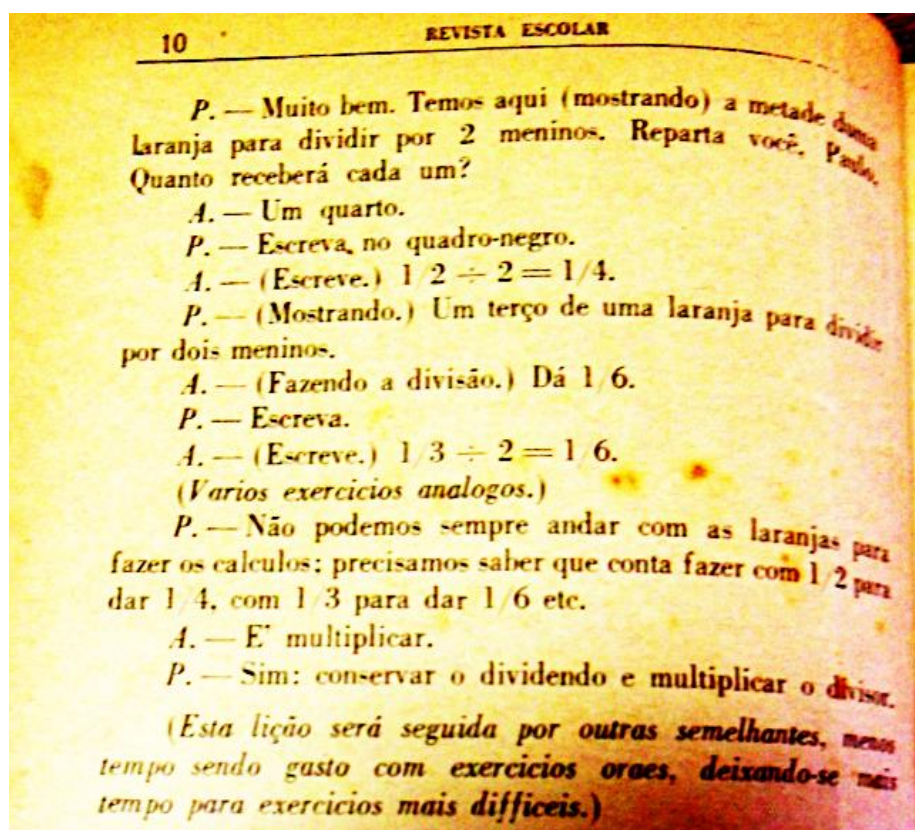 10
REVISTA ESCOLAR
P. — Muito bem. Temos aqui (mostrando) a metade duma
laranja para dividir por 2 meninos. Reparta você, Paulo.
Quanto receberá cada um?
A. — Um quarto.
P. — Escreva, no quadro-negro.
A. — (Escreve.) 1/2 ÷ 2 = 1/4.
P. — (Mostrando.) Um terço de uma laranja para dividir
por dois meninos.
A. — (Fazendo a divisão.) Dá 1/6.
P. — Escreva.
A. — (Escreve.) 1/3 ÷ 2 = 1/6.
(Varios exercicios analogos.)
P. — Não podemos sempre andar com as laranjas para
fazer os calculos; precisamos saber que conta fazer com 1/2 para
dar 1/4, com 1/3 para dar 1/6 etc.
A. — E' multiplicar.
P. — Sim: conservar o dividendo e multiplicar o divisor.
(Esta lição será seguida por outras semelhantes, menos
tempo sendo gasto com exercicios oraes, deixando-se mais
tempo para exercicios mais difficeis.)